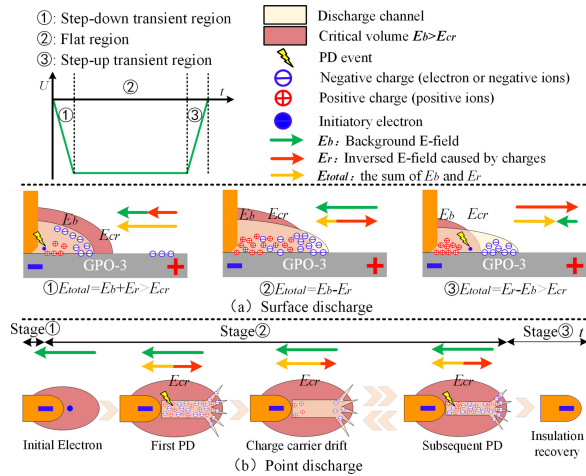 ①: Step-down transient region
②: Flat region
③: Step-up transient region
U
②
t
①
③
Discharge channel
Critical volume Eb>Ecr
PD event
Negative charge (electron or negative ions)
Positive charge (positive ions)
Initiatory electron
Eb: Background E-field
Er: Inversed E-field caused by charges
Etotal: the sum of Eb and Er
Eb
Ecr
GPO-3
Eb
Ecr
GPO-3
Eb
Ecr
GPO-3
①Etotal=Eb+Er>Ecr
②Etotal=Eb-Er
③Etotal=Er-Eb>Ecr
(a) Surface discharge
Stage①
Stage②
Stage③ t
Ecr
Ecr
Ecr
Initial Electron
First PD
Charge carrier drift
Subsequent PD
Insulation
recovery
(b) Point discharge